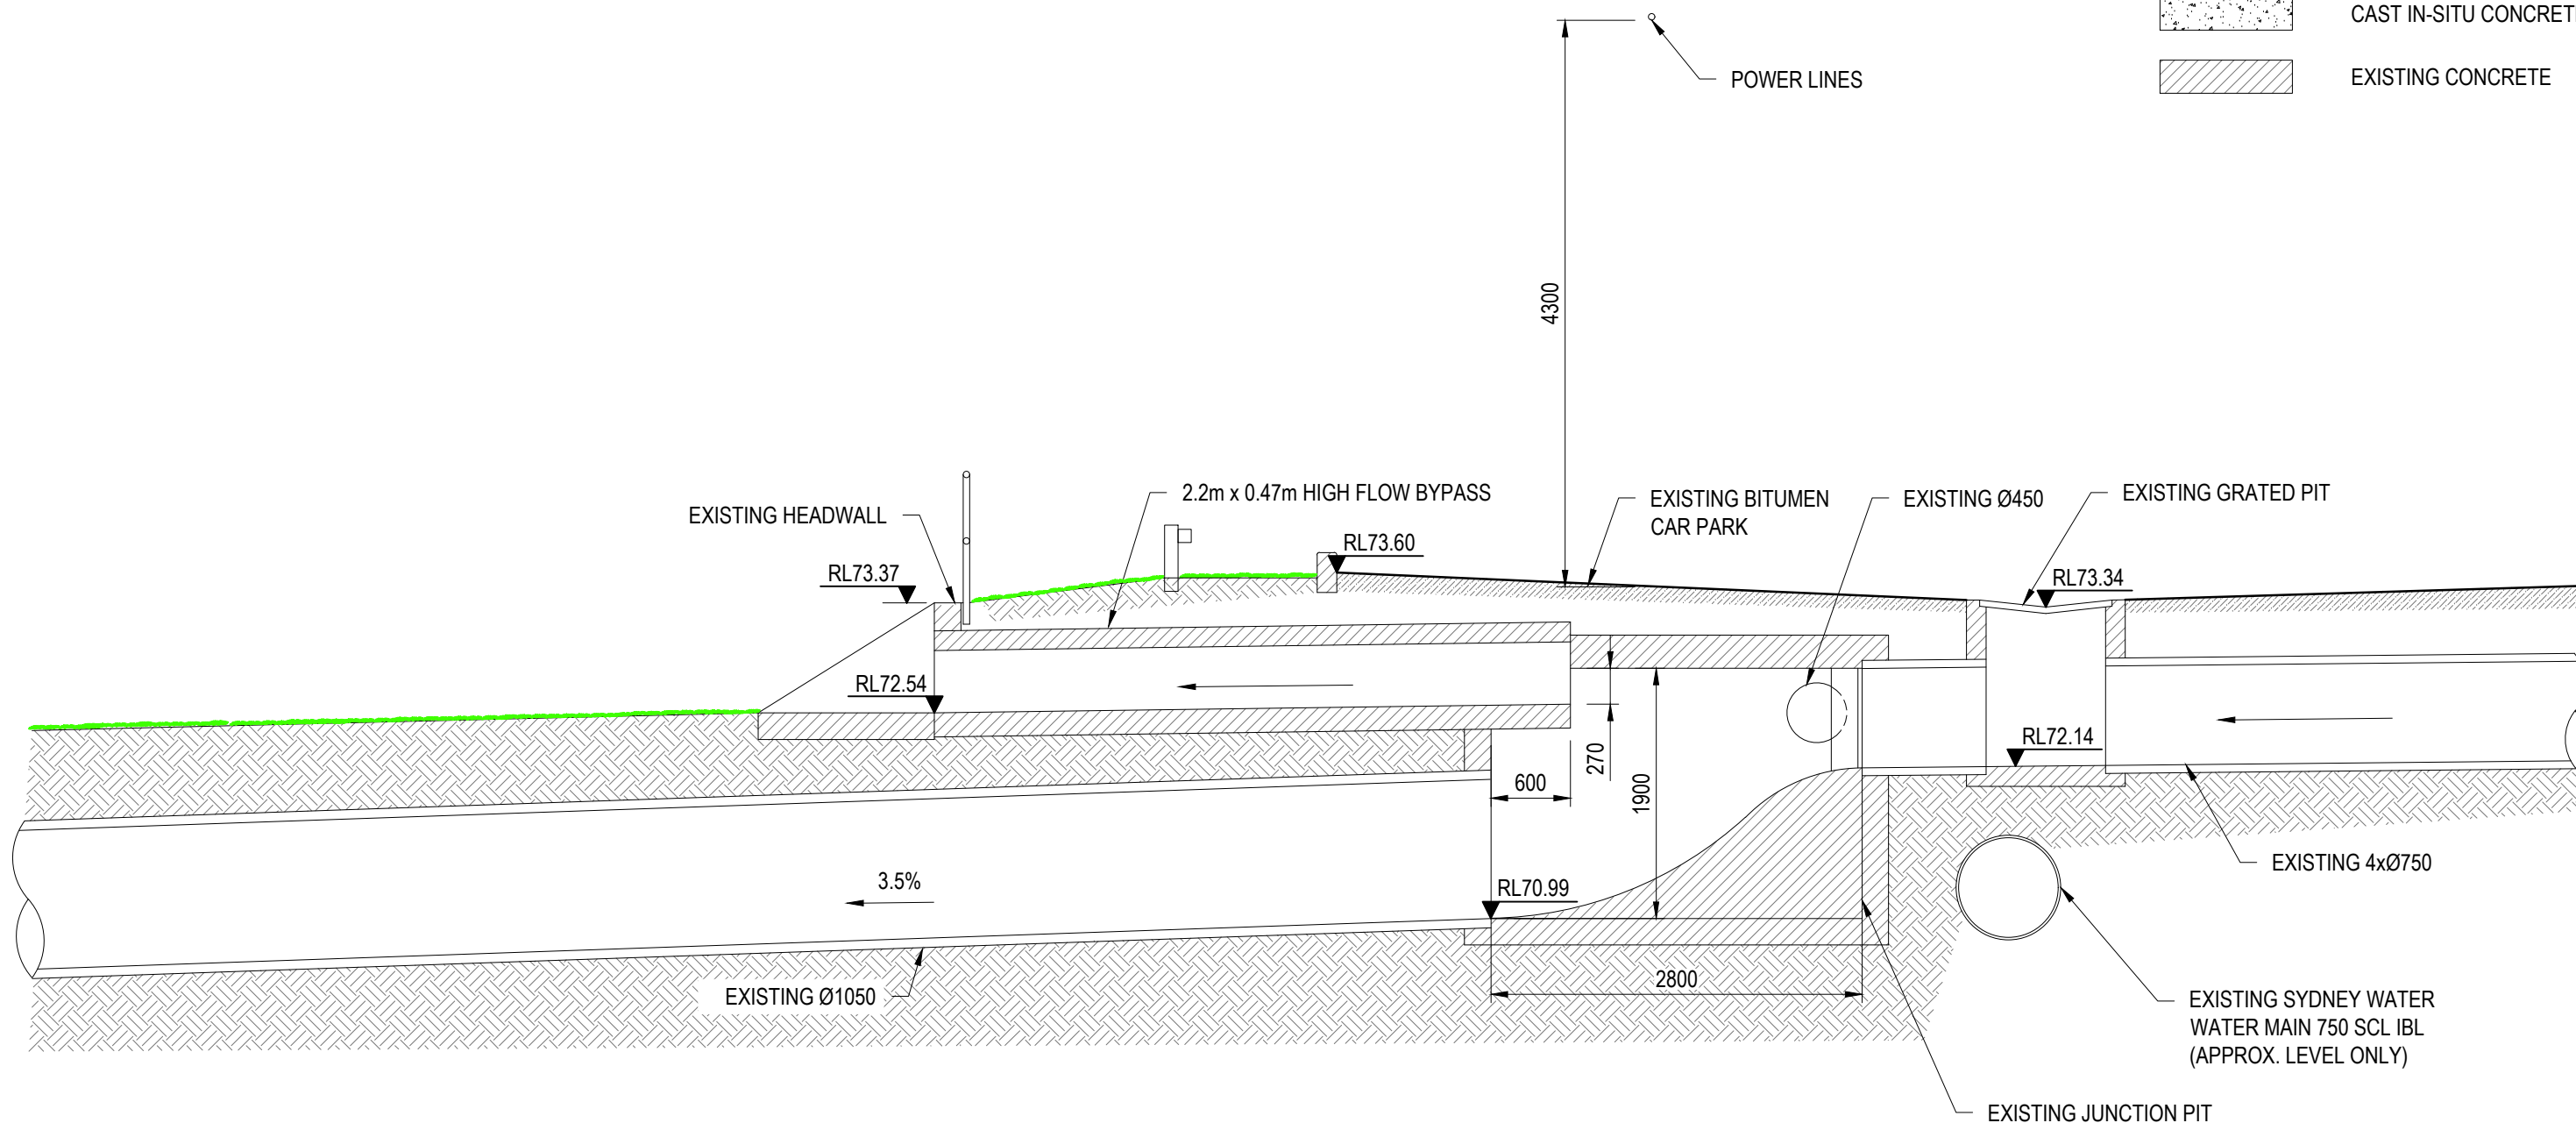 CAST IN-SITU CONCRET
POWER LINES
EXISTING CONCRETE
4300
2.2m x 0.47m HIGH FLOW BYPASS
EXISTING BITUMEN
CAR PARK
EXISTING Ø450
EXISTING GRATED PIT
EXISTING HEADWALL
RL73.60
RL73.37
RL73.34
RL72.54
RL72.14
270
600
1900
EXISTING 4xØ750
3.5%
RL70.99
2800
EXISTING Ø1050
EXISTING SYDNEY WATER
WATER MAIN 750 SCL IBL
(APPROX. LEVEL ONLY)
EXISTING JUNCTION PIT